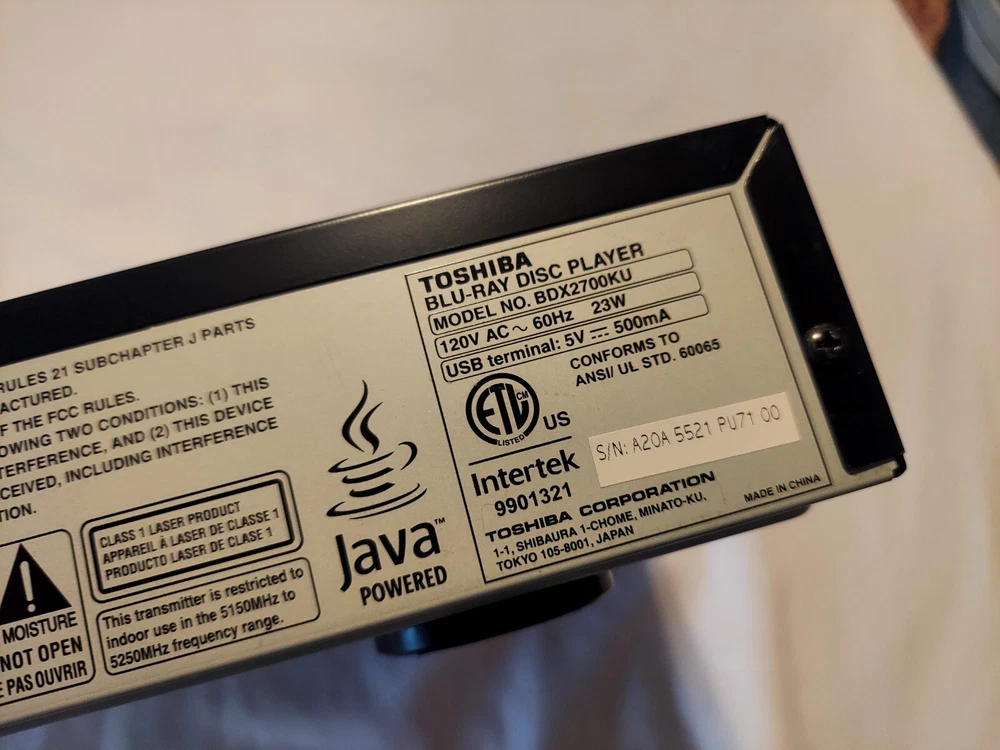 RULES 21 SUBCHAPTER J PARTS
ACTURED.
OF THE FCC RULES.
OWING TWO CONDITIONS: (1) THIS
TERFERENCE, AND (2) THIS DEVICE
CEIVED, INCLUDING INTERFERENCE
TION.
MOISTURE
NOT OPEN
E PAS OUVRIR
CLASS 1 LASER PRODUCT
APPAREIL À LASER DE CLASSE 1
PRODUCTO LASER DE CLASE 1
This transmitter is restricted to
indoor use in the 5150MHz to
5250MHz frequency range.
Java™
POWERED
TOSHIBA
BLU-RAY DISC PLAYER
MODEL NO. BDX2700KU
120V AC ~ 60Hz 23W
USB terminal: 5V ⎓ 500mA
CONFORMS TO
ANSI/ UL STD. 60065
ETL CM
LISTED
US
Intertek
9901321
S/N: A20A 5521 PU71 00
TOSHIBA CORPORATION
1-1, SHIBAURA 1-CHOME, MINATO-KU,
TOKYO 105-8001, JAPAN
MADE IN CHINA